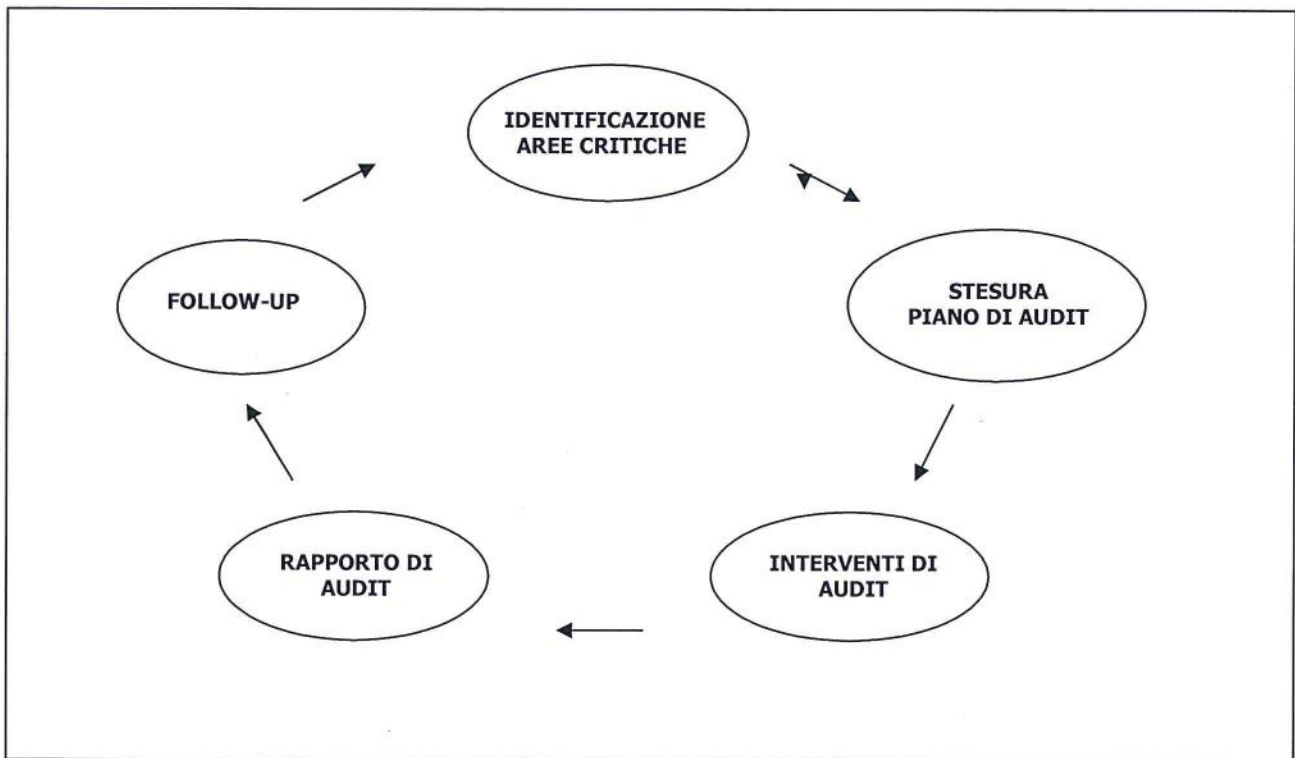 IDENTIFICAZIONE
AREE CRITICHE
STESURA
PIANO DI AUDIT
INTERVENTI DI
AUDIT
RAPPORTO DI
AUDIT
FOLLOW-UP